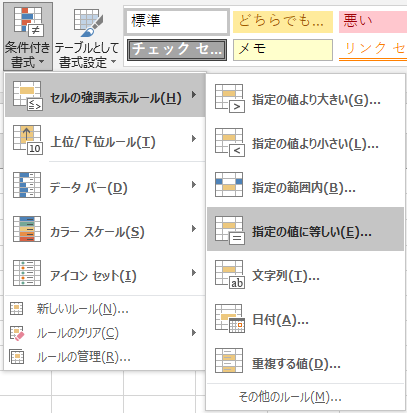 条件付き
書式
テーブルとして
書式設定
標準
どちらでも...
悪い
チェック セ...
メモ
リンク セ
セルの強調表示ルール(H)
上位/下位ルール(T)
データ バー(D)
カラー スケール(S)
アイコン セット(I)
新しいルール(N)...
ルールのクリア(C)
ルールの管理(R)...
指定の値より大きい(G)...
指定の値より小さい(L)...
指定の範囲内(B)...
指定の値に等しい(E)...
文字列(T)...
日付(A)...
重複する値(D)...
その他のルール(M)...